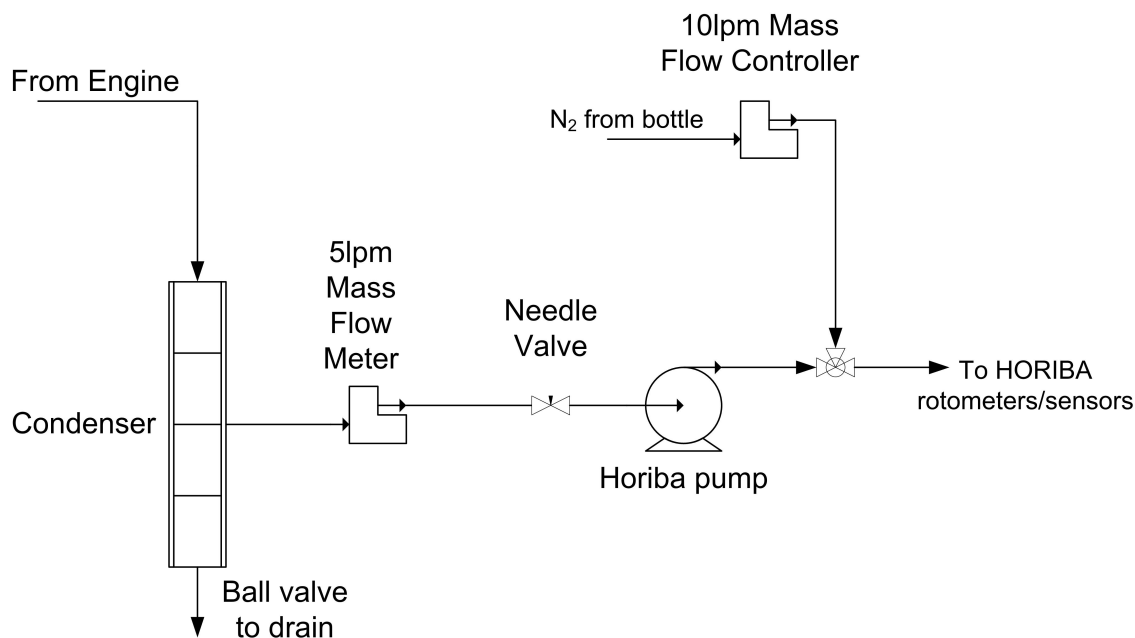 10lpm Mass
Flow Controller
From Engine
N₂ from bottle
5lpm
Mass
Flow
Meter
Needle
Valve
To HORIBA
rotometers/sensors
Condenser
Horiba pump
Ball valve
to drain